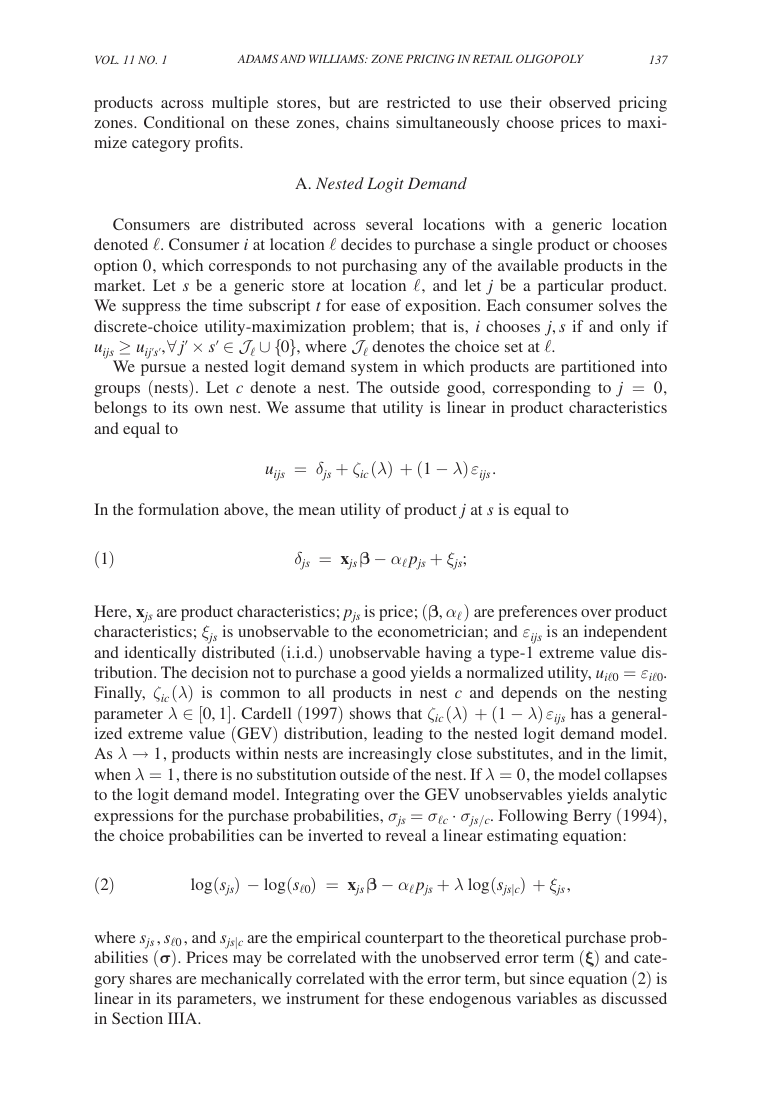 VOL. 11 NO. 1 ADAMS AND WILLIAMS: ZONE PRICING IN RETAIL OLIGOPOLY 137
products across multiple stores, but are restricted to use their observed pricing
zones. Conditional on these zones, chains simultaneously choose prices to maxi-
mize category profits.
A. Nested Logit Demand
Consumers are distributed across several locations with a generic location
denoted ℓ. Consumer i at location ℓ decides to purchase a single product or chooses
option 0, which corresponds to not purchasing any of the available products in the
market. Let s be a generic store at location ℓ, and let j be a particular product.
We suppress the time subscript t for ease of exposition. Each consumer solves the
discrete-choice utility-maximization problem; that is, i chooses j, s if and only if
u_{ijs} ≥ u_{ij′s′}, ∀ j′ × s′ ∈ 𝒥_ℓ ∪ {0}, where 𝒥_ℓ denotes the choice set at ℓ.
We pursue a nested logit demand system in which products are partitioned into
groups (nests). Let c denote a nest. The outside good, corresponding to j = 0,
belongs to its own nest. We assume that utility is linear in product characteristics
and equal to
u_{ijs} = δ_{js} + ζ_{ic}(λ) + (1 − λ)ε_{ijs}.
In the formulation above, the mean utility of product j at s is equal to
(1) δ_{js} = x_{js}β − α_ℓ p_{js} + ξ_{js};
Here, x_{js} are product characteristics; p_{js} is price; (β, α_ℓ) are preferences over product
characteristics; ξ_{js} is unobservable to the econometrician; and ε_{ijs} is an independent
and identically distributed (i.i.d.) unobservable having a type-1 extreme value dis-
tribution. The decision not to purchase a good yields a normalized utility, u_{iℓ0} = ε_{iℓ0}.
Finally, ζ_{ic}(λ) is common to all products in nest c and depends on the nesting
parameter λ ∈ [0, 1]. Cardell (1997) shows that ζ_{ic}(λ) + (1 − λ)ε_{ijs} has a general-
ized extreme value (GEV) distribution, leading to the nested logit demand model.
As λ → 1, products within nests are increasingly close substitutes, and in the limit,
when λ = 1, there is no substitution outside of the nest. If λ = 0, the model collapses
to the logit demand model. Integrating over the GEV unobservables yields analytic
expressions for the purchase probabilities, σ_{js} = σ_{ℓc} · σ_{js/c}. Following Berry (1994),
the choice probabilities can be inverted to reveal a linear estimating equation:
(2) log(s_{js}) − log(s_{ℓ0}) = x_{js}β − α_ℓ p_{js} + λ log(s_{js|c}) + ξ_{js},
where s_{js}, s_{ℓ0}, and s_{js|c} are the empirical counterpart to the theoretical purchase prob-
abilities (σ). Prices may be correlated with the unobserved error term (ξ) and cate-
gory shares are mechanically correlated with the error term, but since equation (2) is
linear in its parameters, we instrument for these endogenous variables as discussed
in Section IIIA.